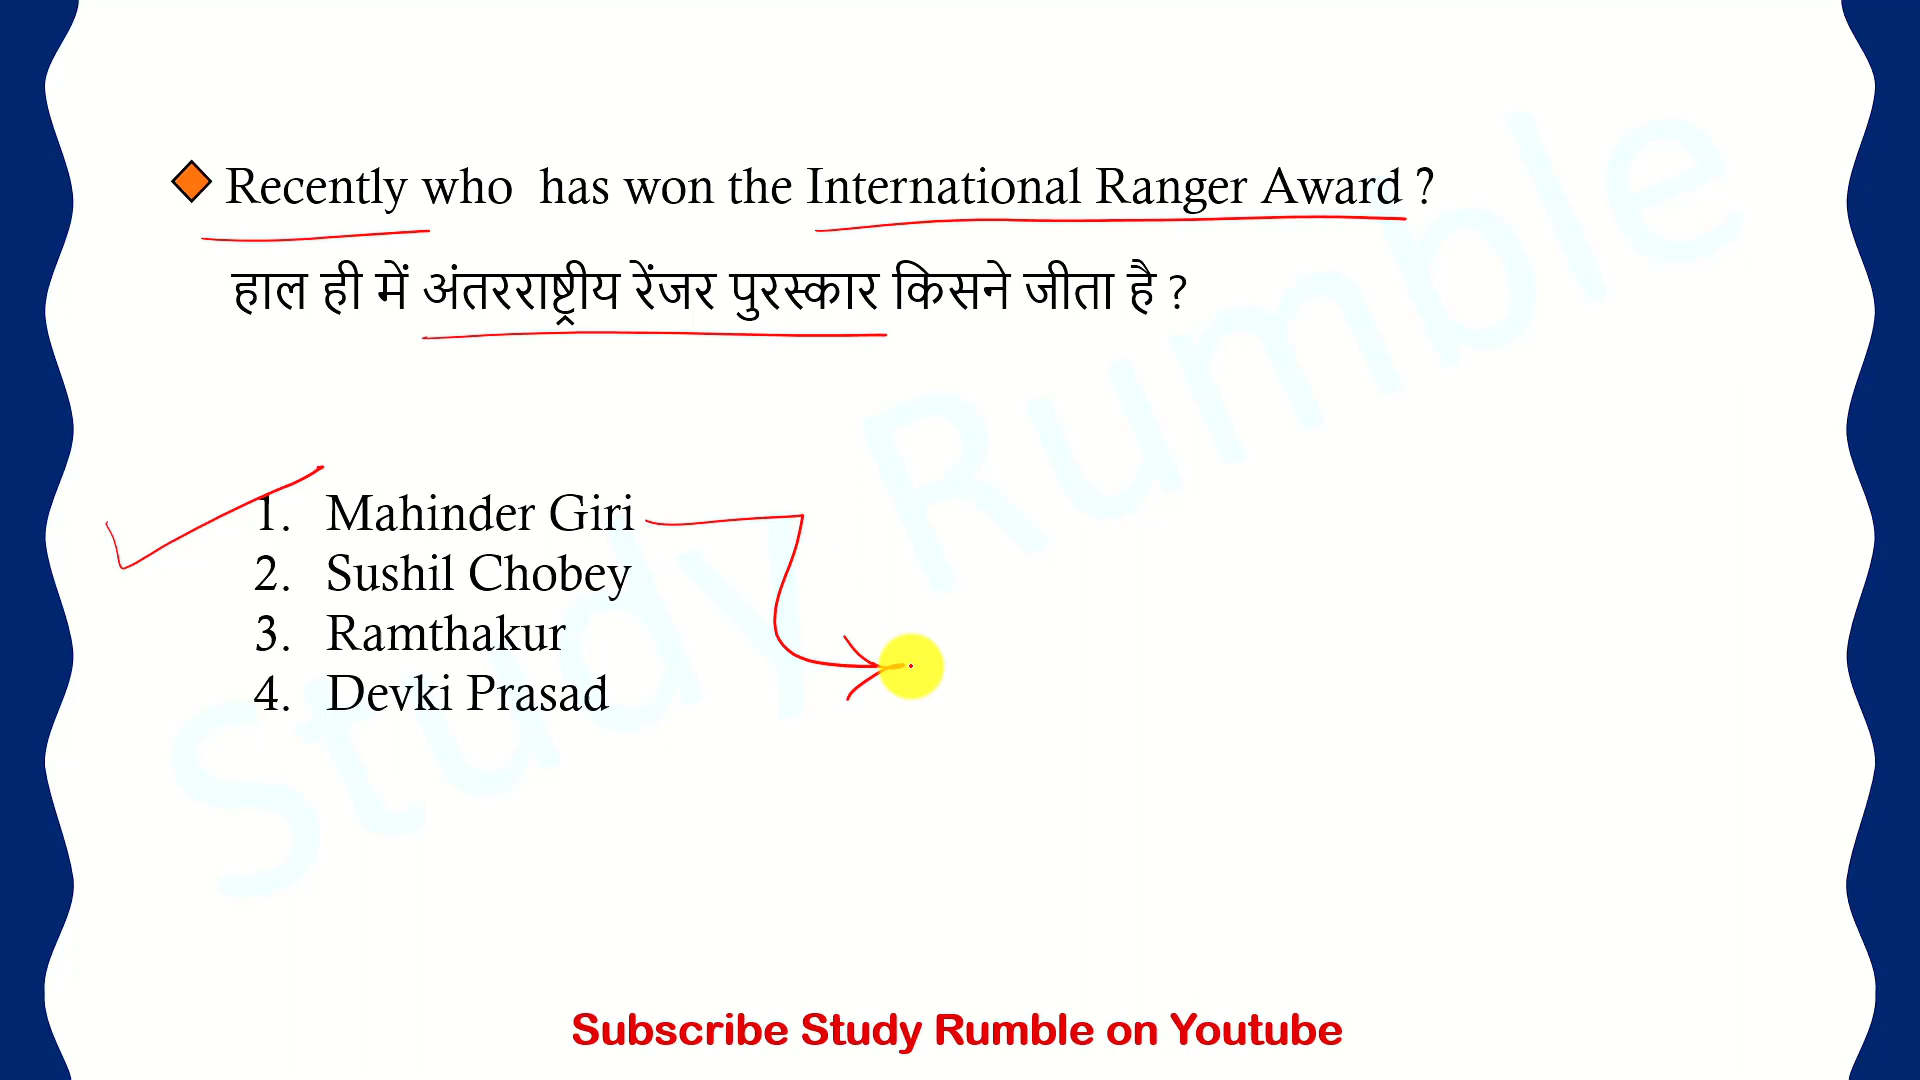 Recently who has won the International Ranger Award ?
हाल ही में अंतरराष्ट्रीय रेंजर पुरस्कार किसने जीता है ?
1. Mahinder Giri
2. Sushil Chobey
3. Ramthakur
4. Devki Prasad
Study Rumble
Subscribe Study Rumble on Youtube